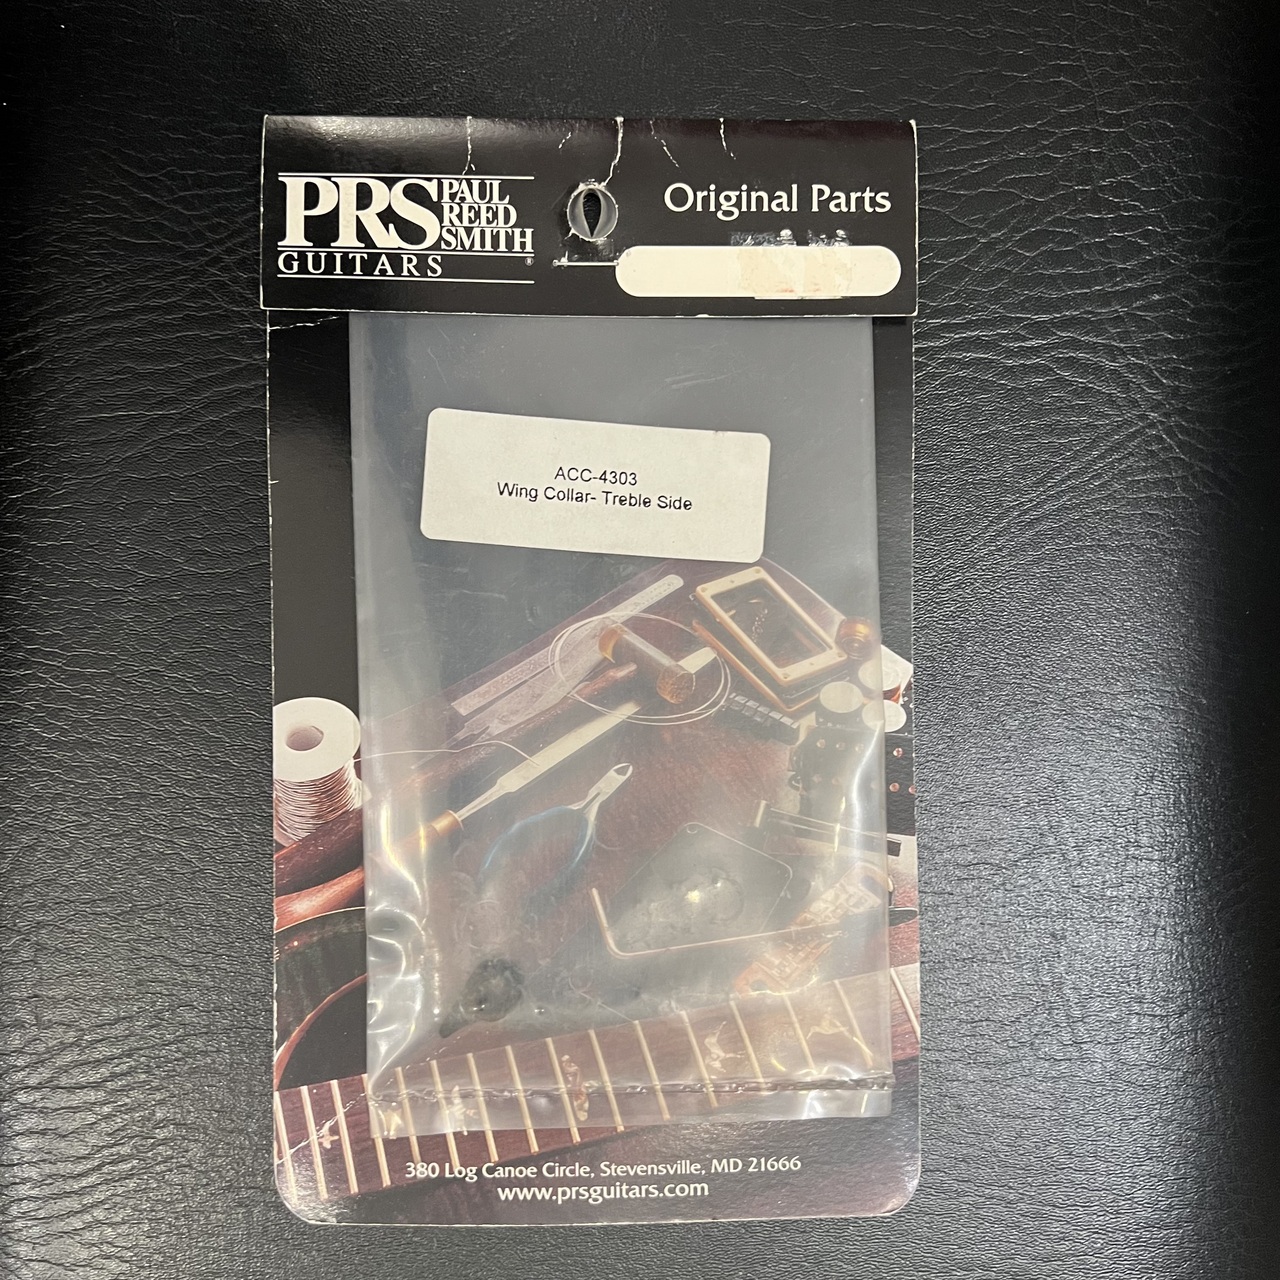 PRS PAUL REED SMITH
GUITARS ®
Original Parts
ACC-4303
Wing Collar- Treble Side
380 Log Canoe Circle, Stevensville, MD 21666
www.prsguitars.com